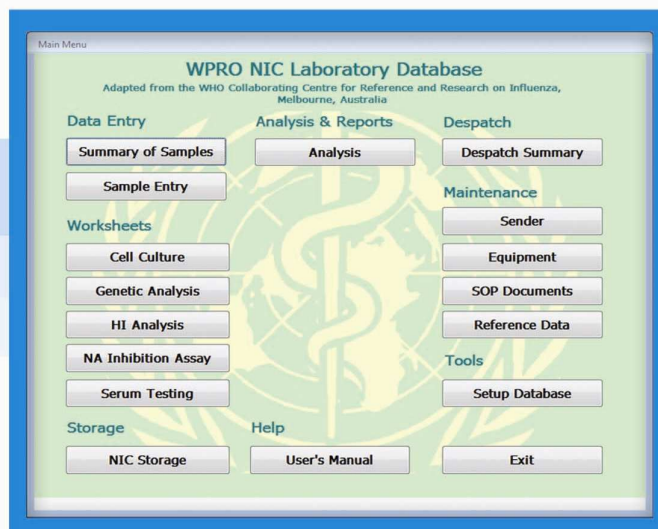 Main Menu
WPRO NIC Laboratory Database
Adapted from the WHO Collaborating Centre for Reference and Research on Influenza,
Melbourne, Australia
Data Entry
Summary of Samples
Sample Entry
Worksheets
Cell Culture
Genetic Analysis
HI Analysis
NA Inhibition Assay
Serum Testing
Storage
NIC Storage
Analysis & Reports
Analysis
Help
User's Manual
Despatch
Despatch Summary
Maintenance
Sender
Equipment
SOP Documents
Reference Data
Tools
Setup Database
Exit